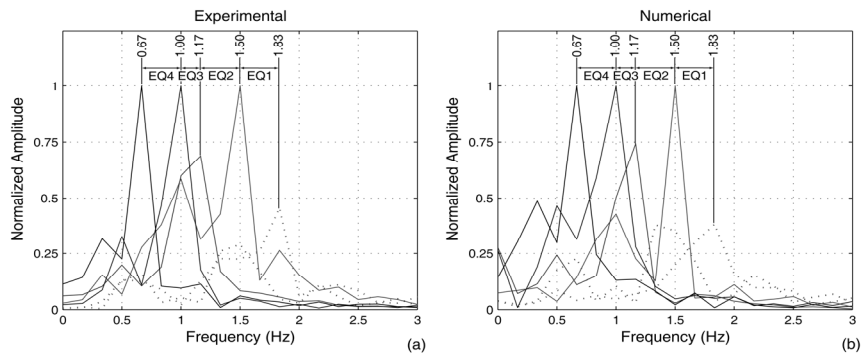 Experimental
0.67
1.00
1.17
1.50
1.83
EQ4 EQ3 EQ2 EQ1
1
0.75
0.5
0.25
0
Normalized Amplitude
0 0.5 1 1.5 2 2.5 3
Frequency (Hz)
(a)
Numerical
0.67
1.00
1.17
1.50
1.83
EQ4 EQ3 EQ2 EQ1
1
0.75
0.5
0.25
0
Normalized Amplitude
0 0.5 1 1.5 2 2.5 3
Frequency (Hz)
(b)